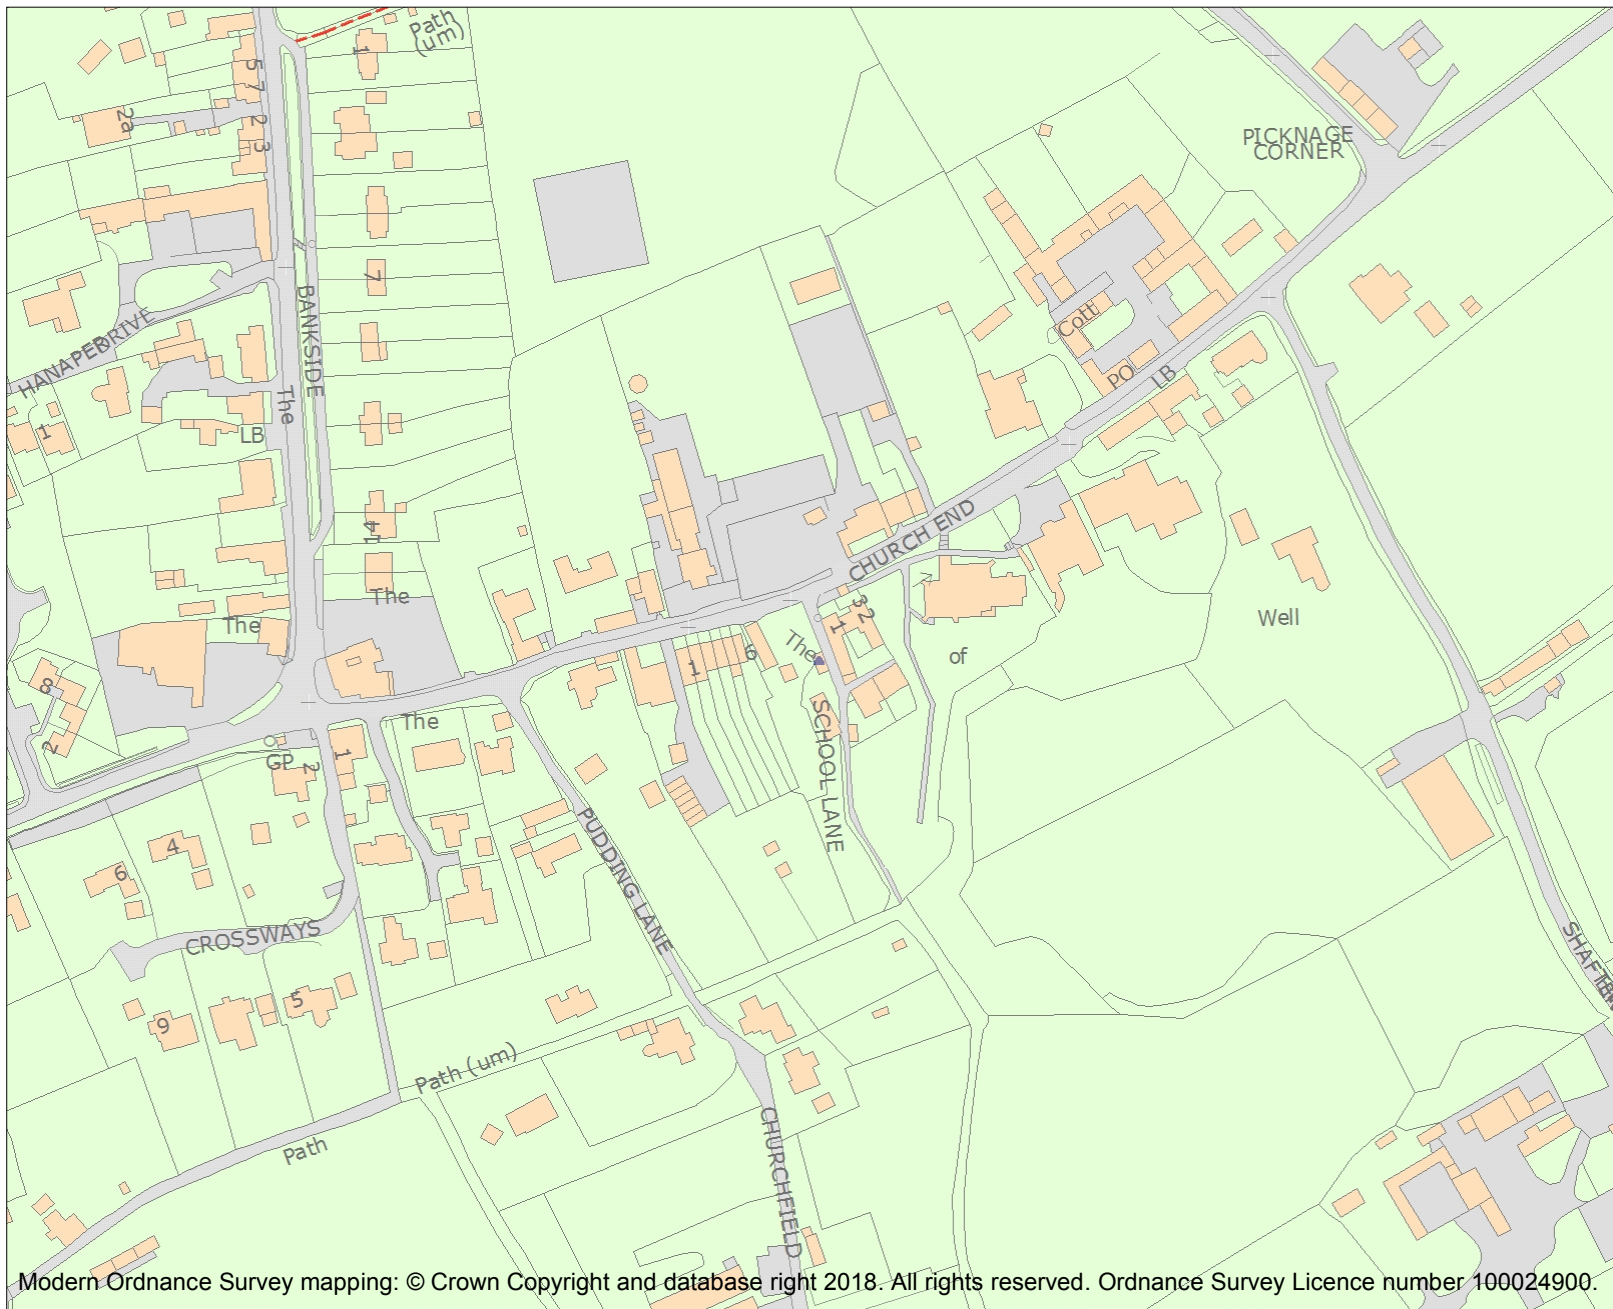 Path
(um)
1
5
7
2a
2
3
PICKNAGE
CORNER
7
BANKSIDE
HANAPER DRIVE
Cott
PO
LB
The
1
LB
14
CHURCH END
The
The
Well
3
2
1
The
6
1
of
8
2
The
GP
2
1
SCHOOL LANE
PUDDING LANE
4
6
CROSSWAYS
5
9
Path (um)
Path
CHURCHFIELD
Modern Ordnance Survey mapping: © Crown Copyright and database right 2018. All rights reserved. Ordnance Survey Licence number 100024900.